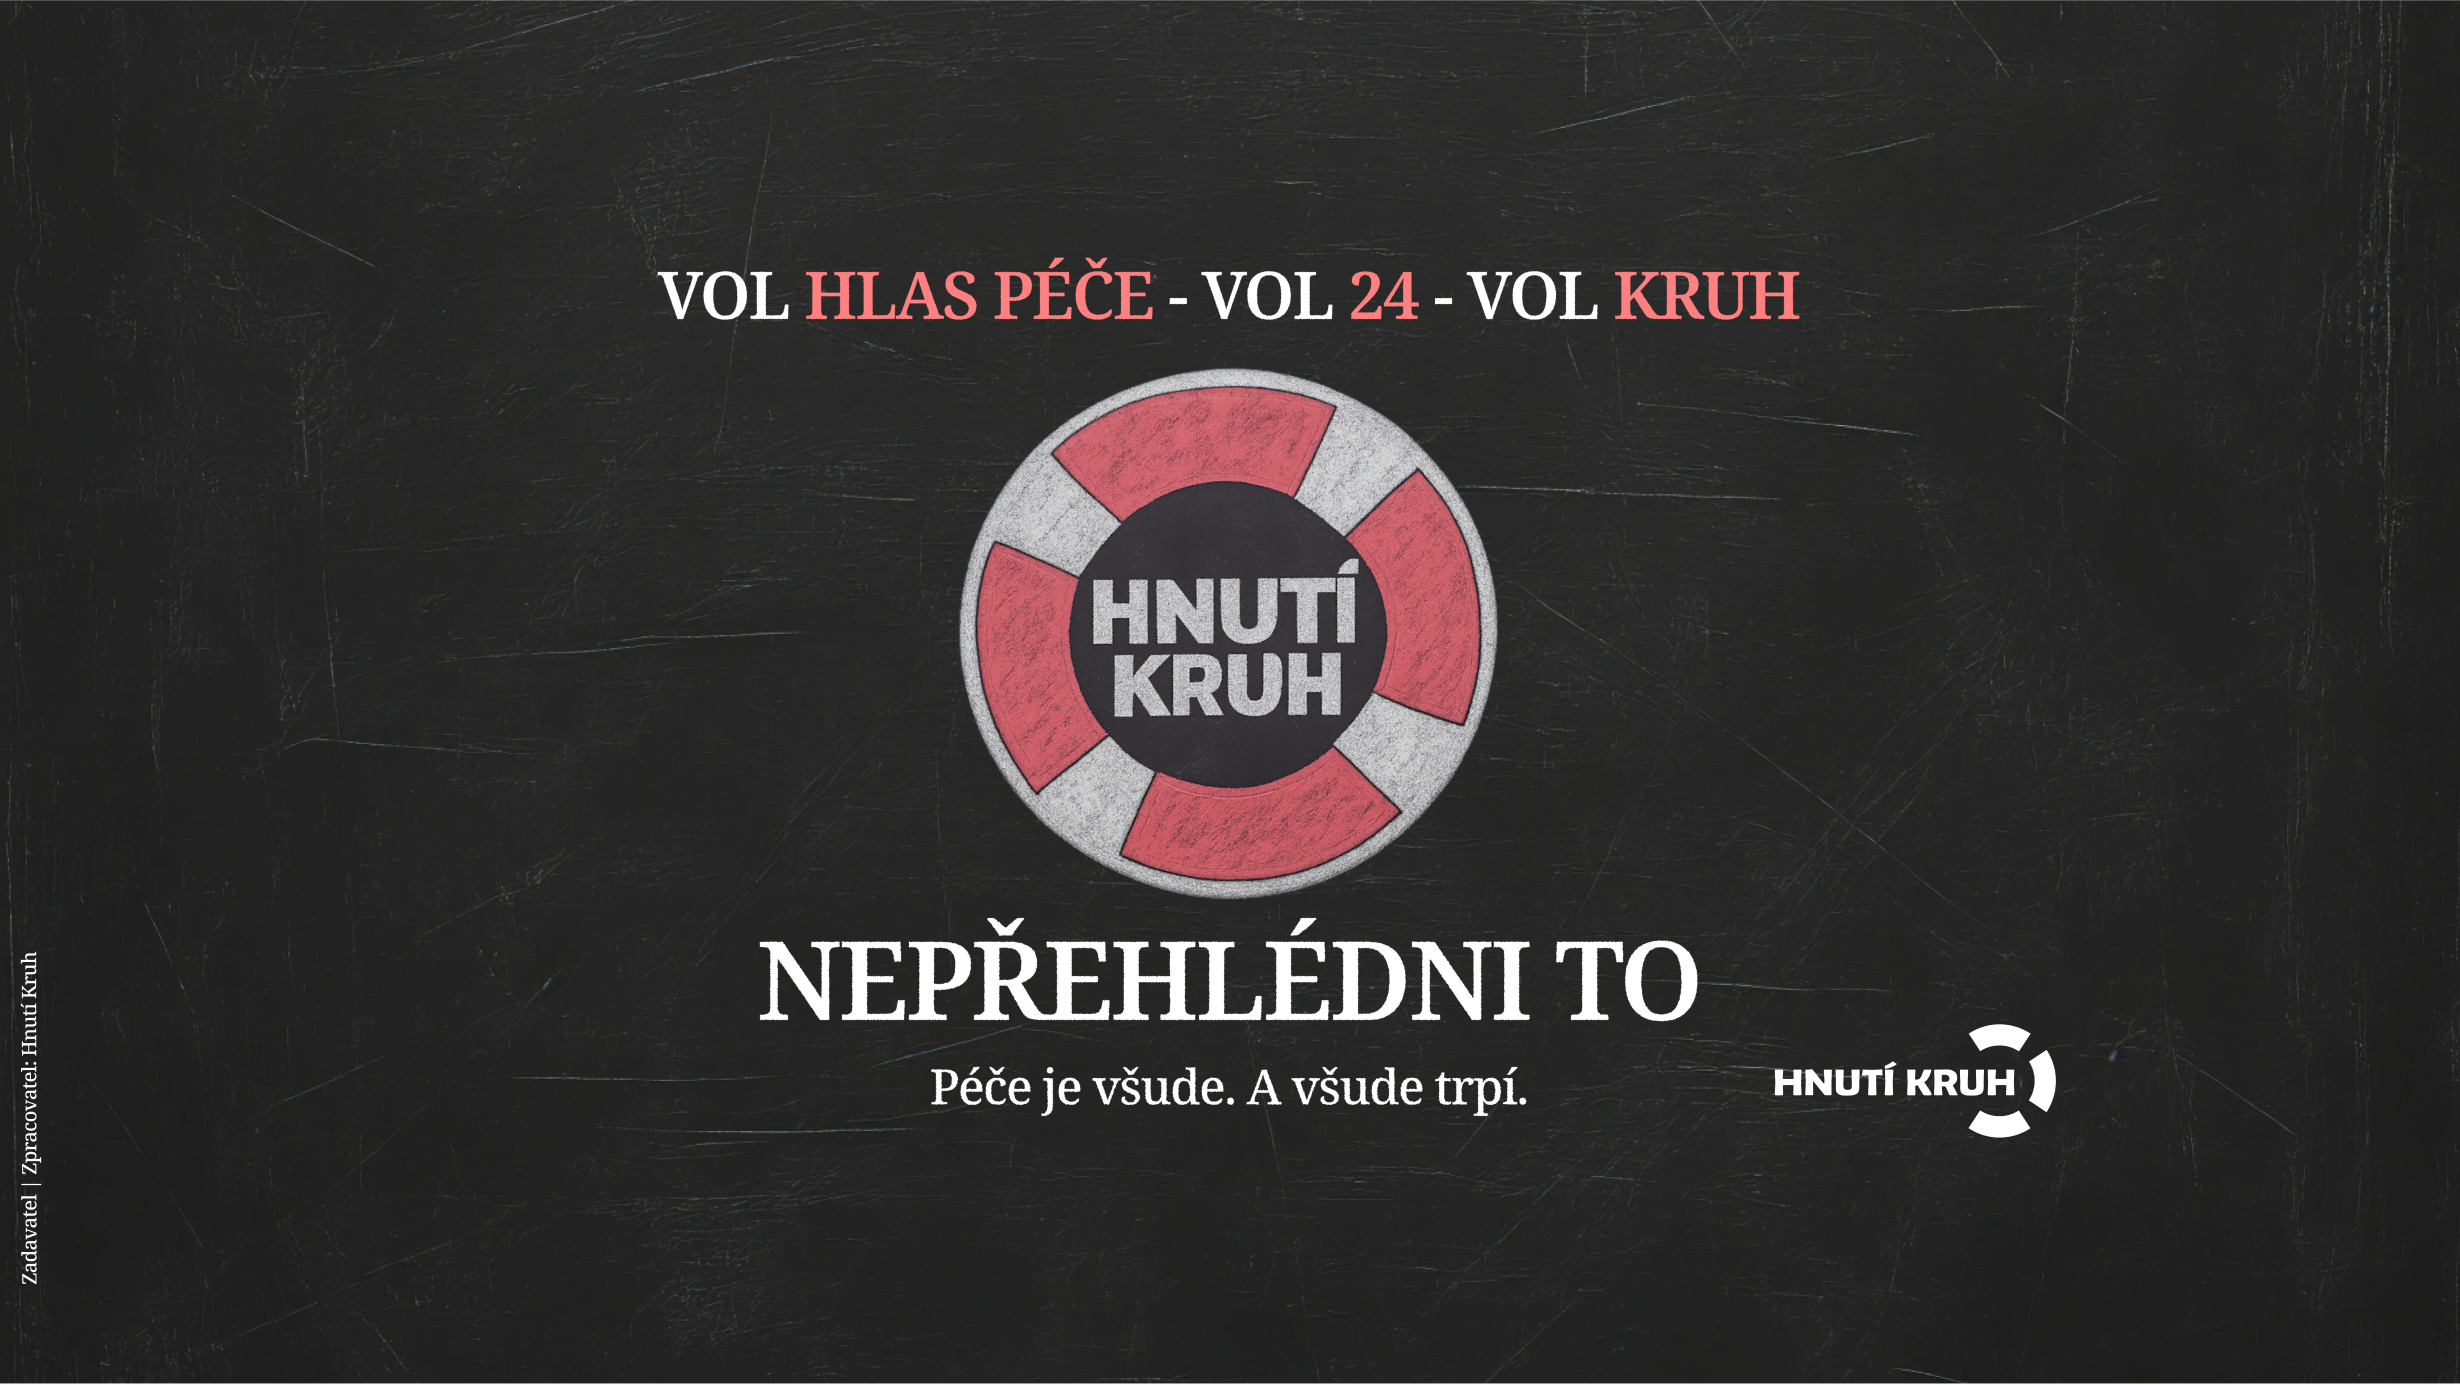 VOL HLAS PÉČE - VOL 24 - VOL KRUH
HNUTÍ
KRUH
NEPŘEHLÉDNI TO
Péče je všude. A všude trpí.
HNUTÍ KRUH
Zadavatel | Zpracovatel: Hnutí Kruh